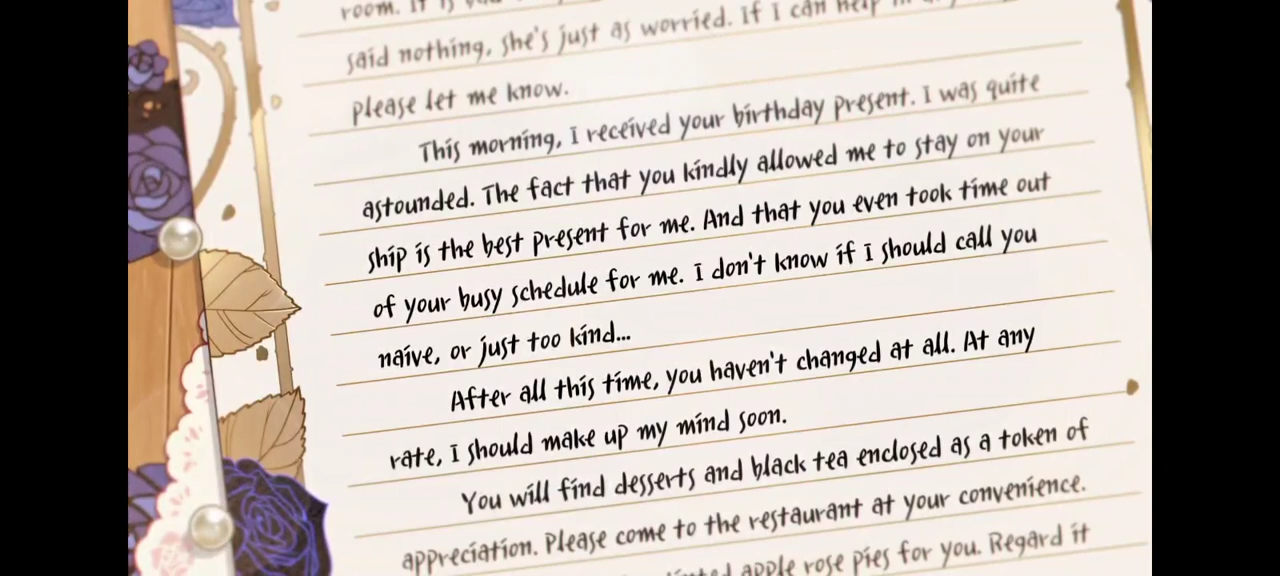 room. It is
said nothing, she's just as worried. If I can help
please let me know.
This morning, I received your birthday present. I was quite
astounded. The fact that you kindly allowed me to stay on your
ship is the best present for me. And that you even took time out
of your busy schedule for me. I don't know if I should call you
naive, or just too kind...
After all this time, you haven't changed at all. At any
rate, I should make up my mind soon.
You will find desserts and black tea enclosed as a token of
appreciation. Please come to the restaurant at your convenience.
apple rose pies for you. Regard it